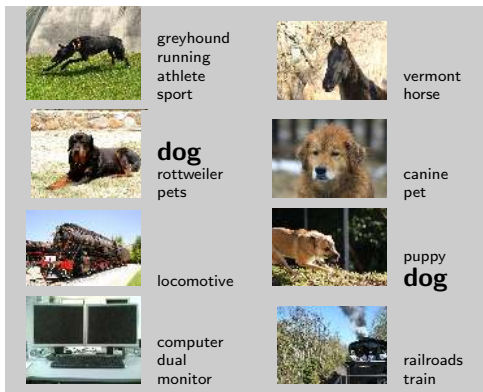 greyhound
running
athlete
sport
vermont
horse
dog
rottweiler
pets
canine
pet
locomotive
puppy
dog
computer
dual
monitor
railroads
train